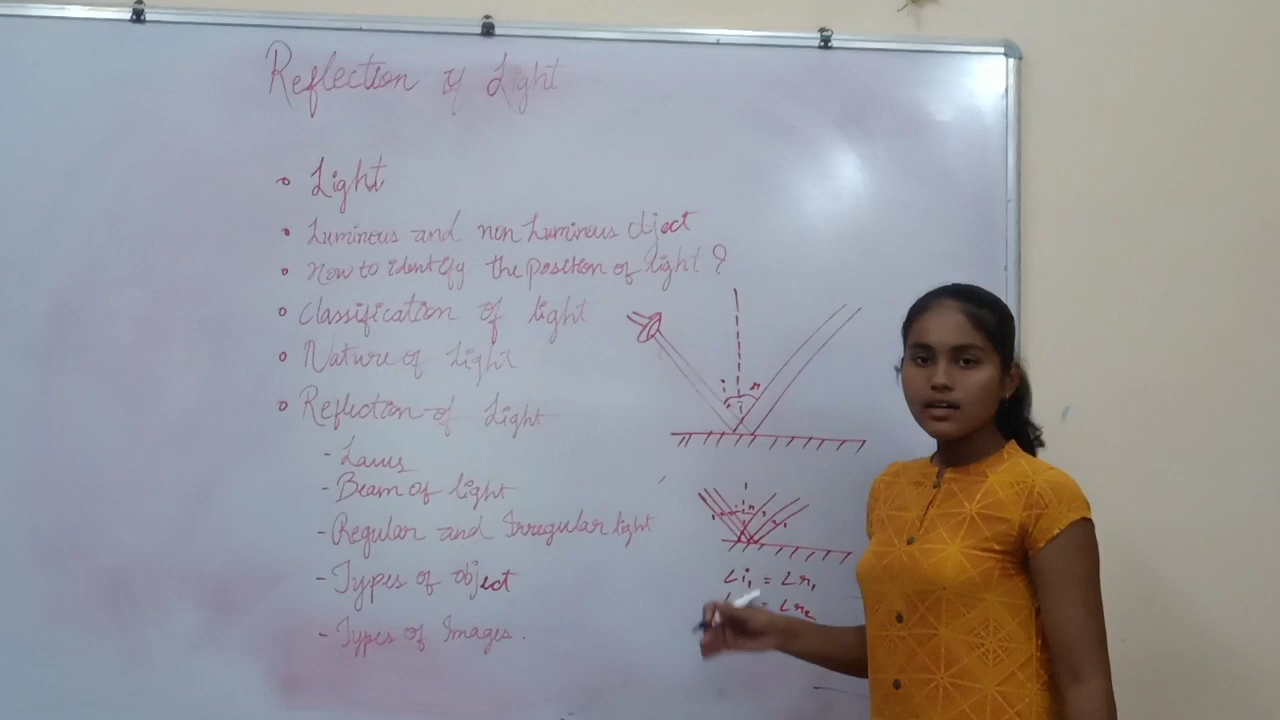 Reflection of Light
Light
Luminous and non Luminous object
How to identify the position of light?
Classification of light
Nature of Light
Reflection of Light
- Laws
- Beam of light
- Regular and Irregular light
- Types of object
- Types of Images.
i r
∠i₁ = ∠r₁
= ∠r₂